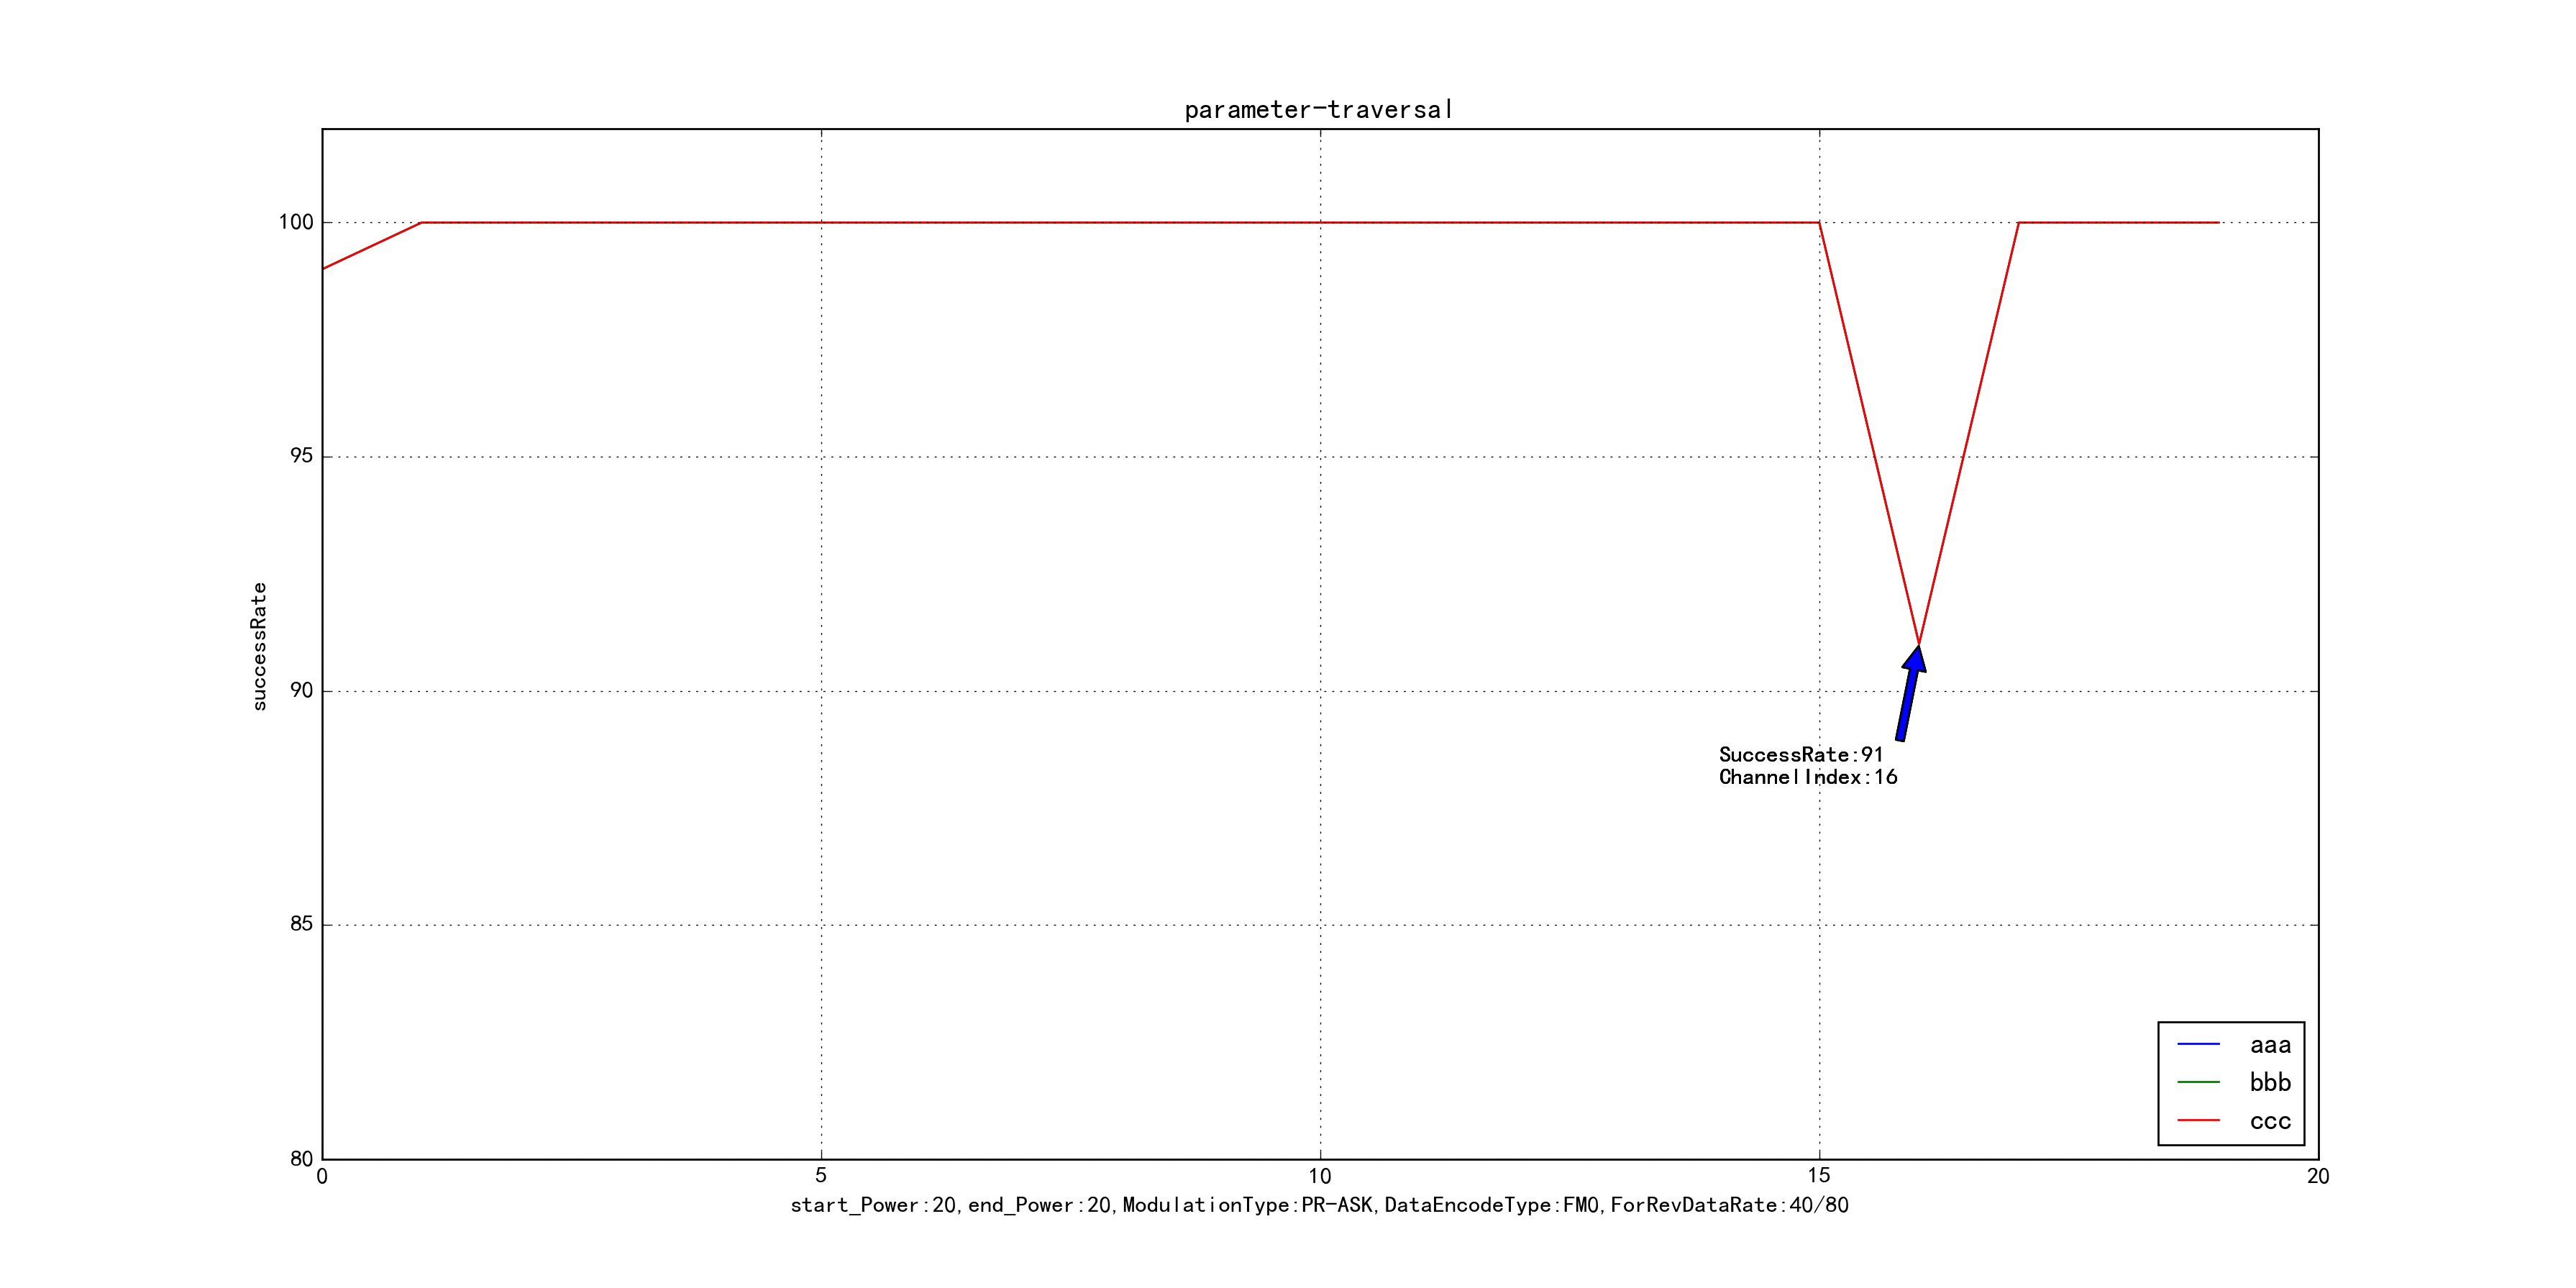 parameter-traversal
100
95
90
85
80
successRate
SuccessRate:91
ChannelIndex:16
aaa
bbb
ccc
0 5 10 15 20
start_Power:20,end_Power:20,ModulationType:PR-ASK,DataEncodeType:FM0,ForRevDataRate:40/80